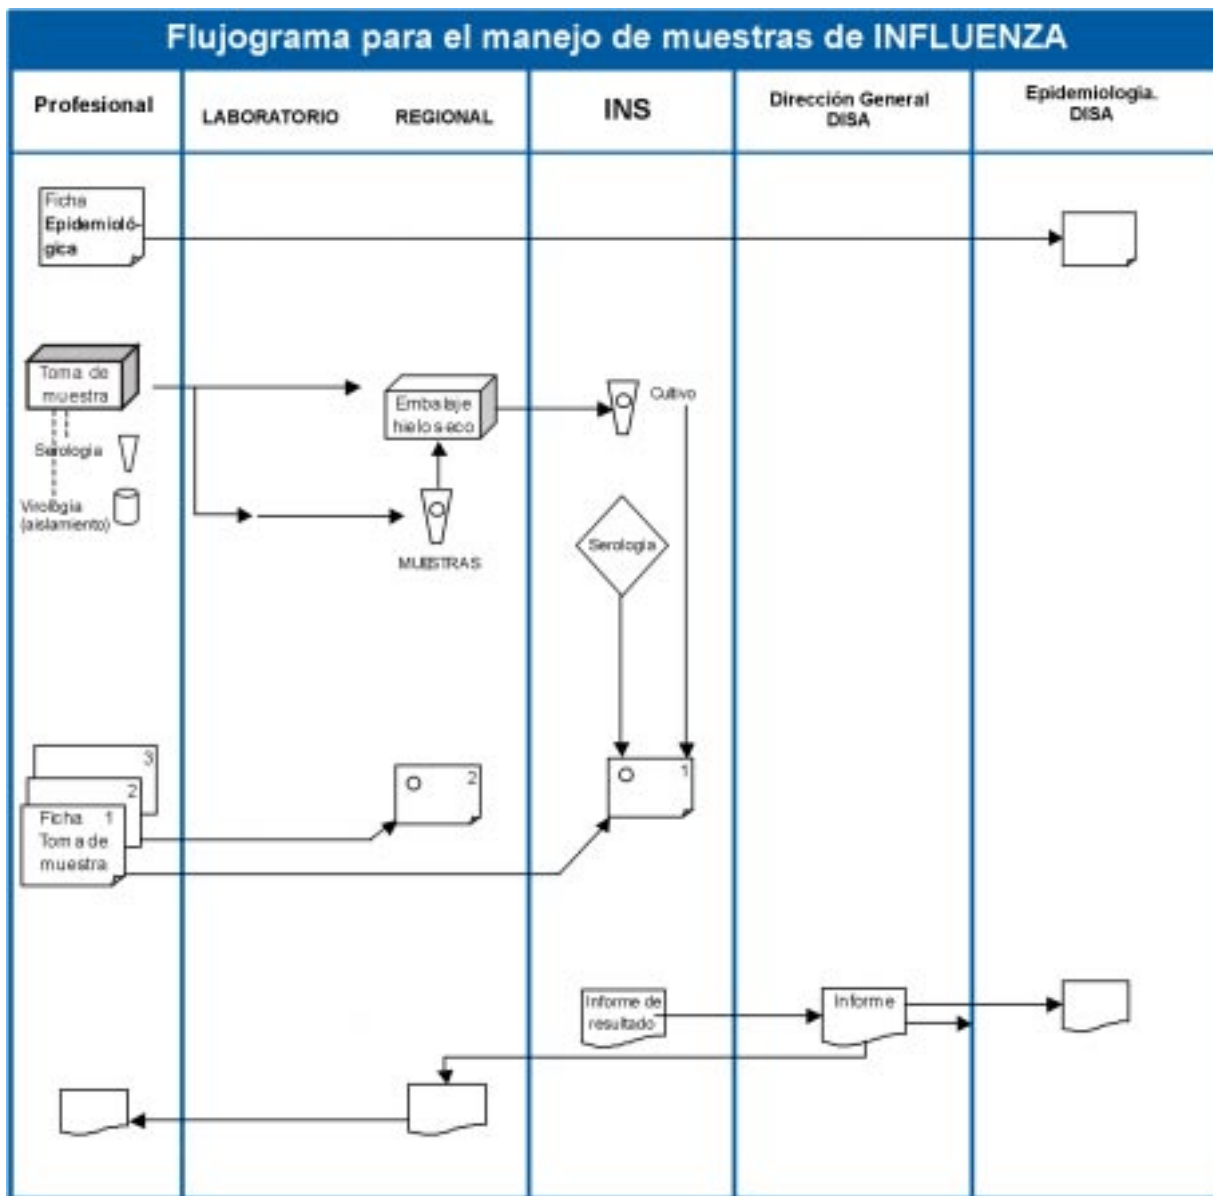 Flujograma para el manejo de muestras de INFLUENZA
Profesional
LABORATORIO REGIONAL
INS
Dirección General
DISA
Epidemiologia.
DISA
Ficha
Epidemioló-
gica
Toma de
muestra
Serología
Virología
(aislamiento)
Embalaje
hielo seco
MUESTRAS
Cultivo
Serologia
3
2
Ficha 1
Toma de
muestra
2
1
Informe de
resultado
Informe